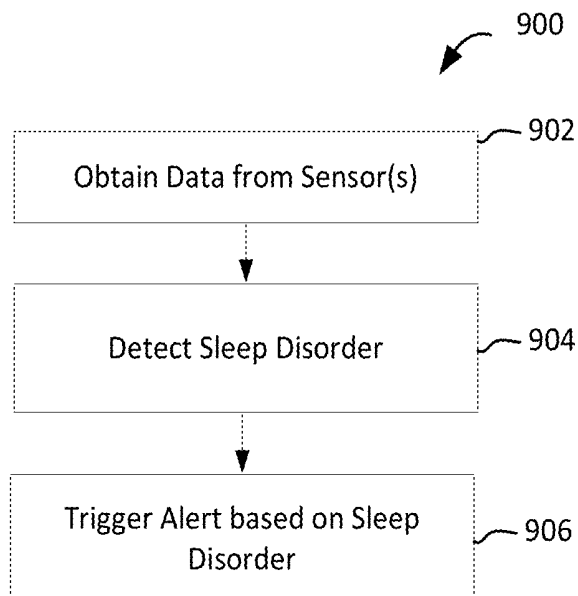 900
902
Obtain Data from Sensor(s)
Detect Sleep Disorder
904
Trigger Alert based on Sleep
Disorder
906